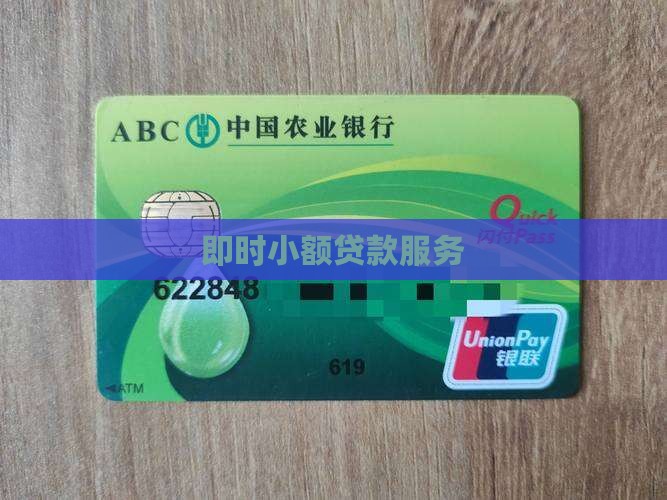 ABC 中国农业银行
Quick
闪付Pass
即时小额贷款服务
622848
UnionPay
银联
619
◀ATM